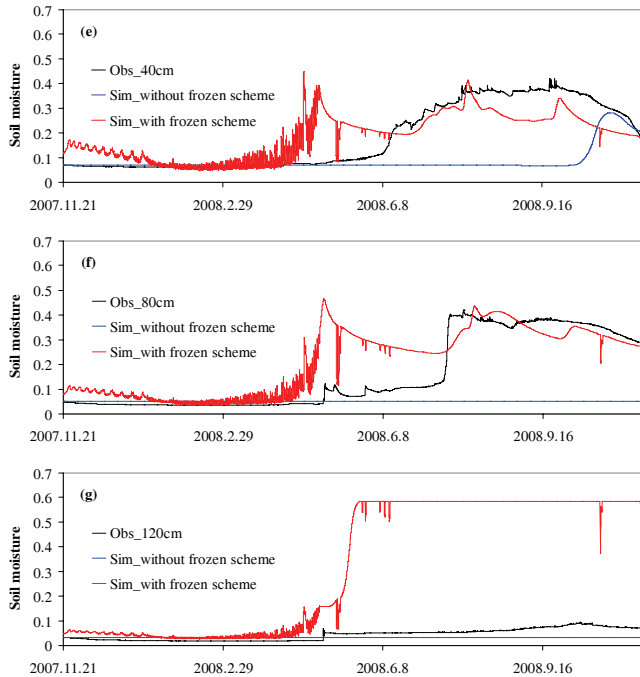 (e)
Soil moisture
0.7
0.6
0.5
0.4
0.3
0.2
0.1
0
Obs_40cm
Sim_without frozen scheme
Sim_with frozen scheme
2007.11.21 2008.2.29 2008.6.8 2008.9.16
(f)
Soil moisture
0.7
0.6
0.5
0.4
0.3
0.2
0.1
0
Obs_80cm
Sim_without frozen scheme
Sim_with frozen scheme
2007.11.21 2008.2.29 2008.6.8 2008.9.16
(g)
Soil moisture
0.7
0.6
0.5
0.4
0.3
0.2
0.1
0
Obs_120cm
Sim_without frozen scheme
Sim_with frozen scheme
2007.11.21 2008.2.29 2008.6.8 2008.9.16